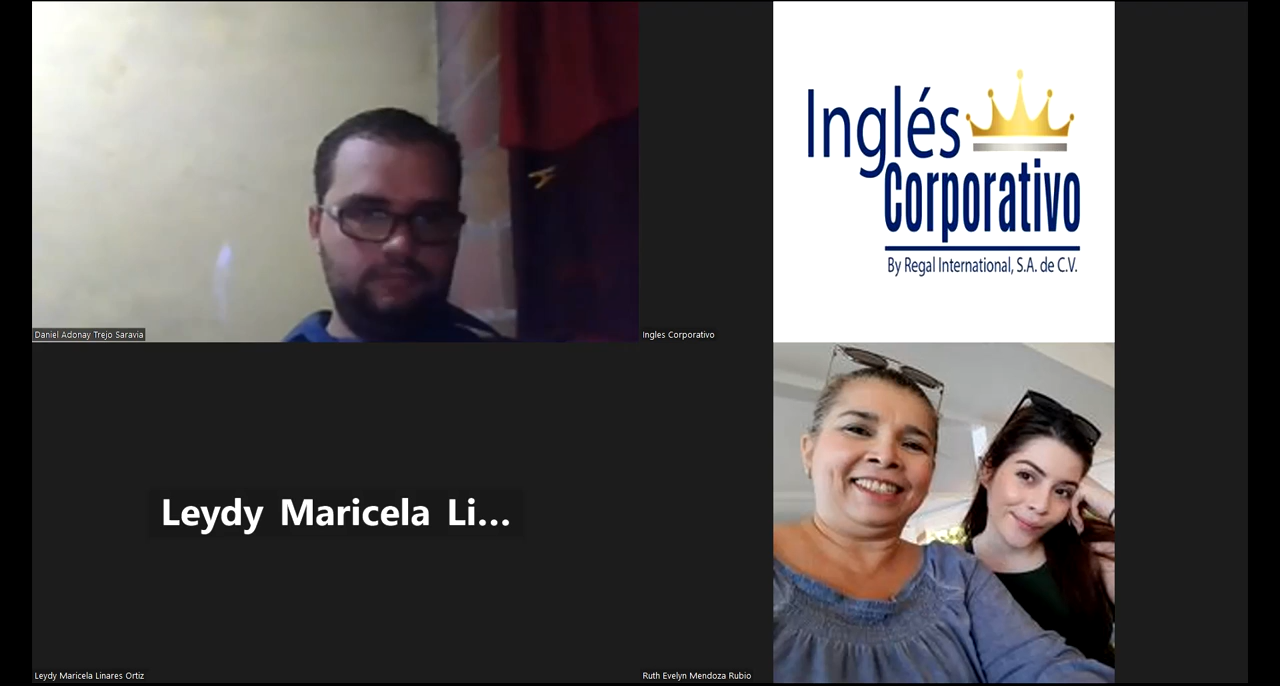 Inglés
Corporativo
By Regal International, S.A. de C.V.
Daniel Adonay Trejo Saravia
Ingles Corporativo
Leydy Maricela Li...
Leydy Maricela Linares Ortiz
Ruth Evelyn Mendoza Rubio